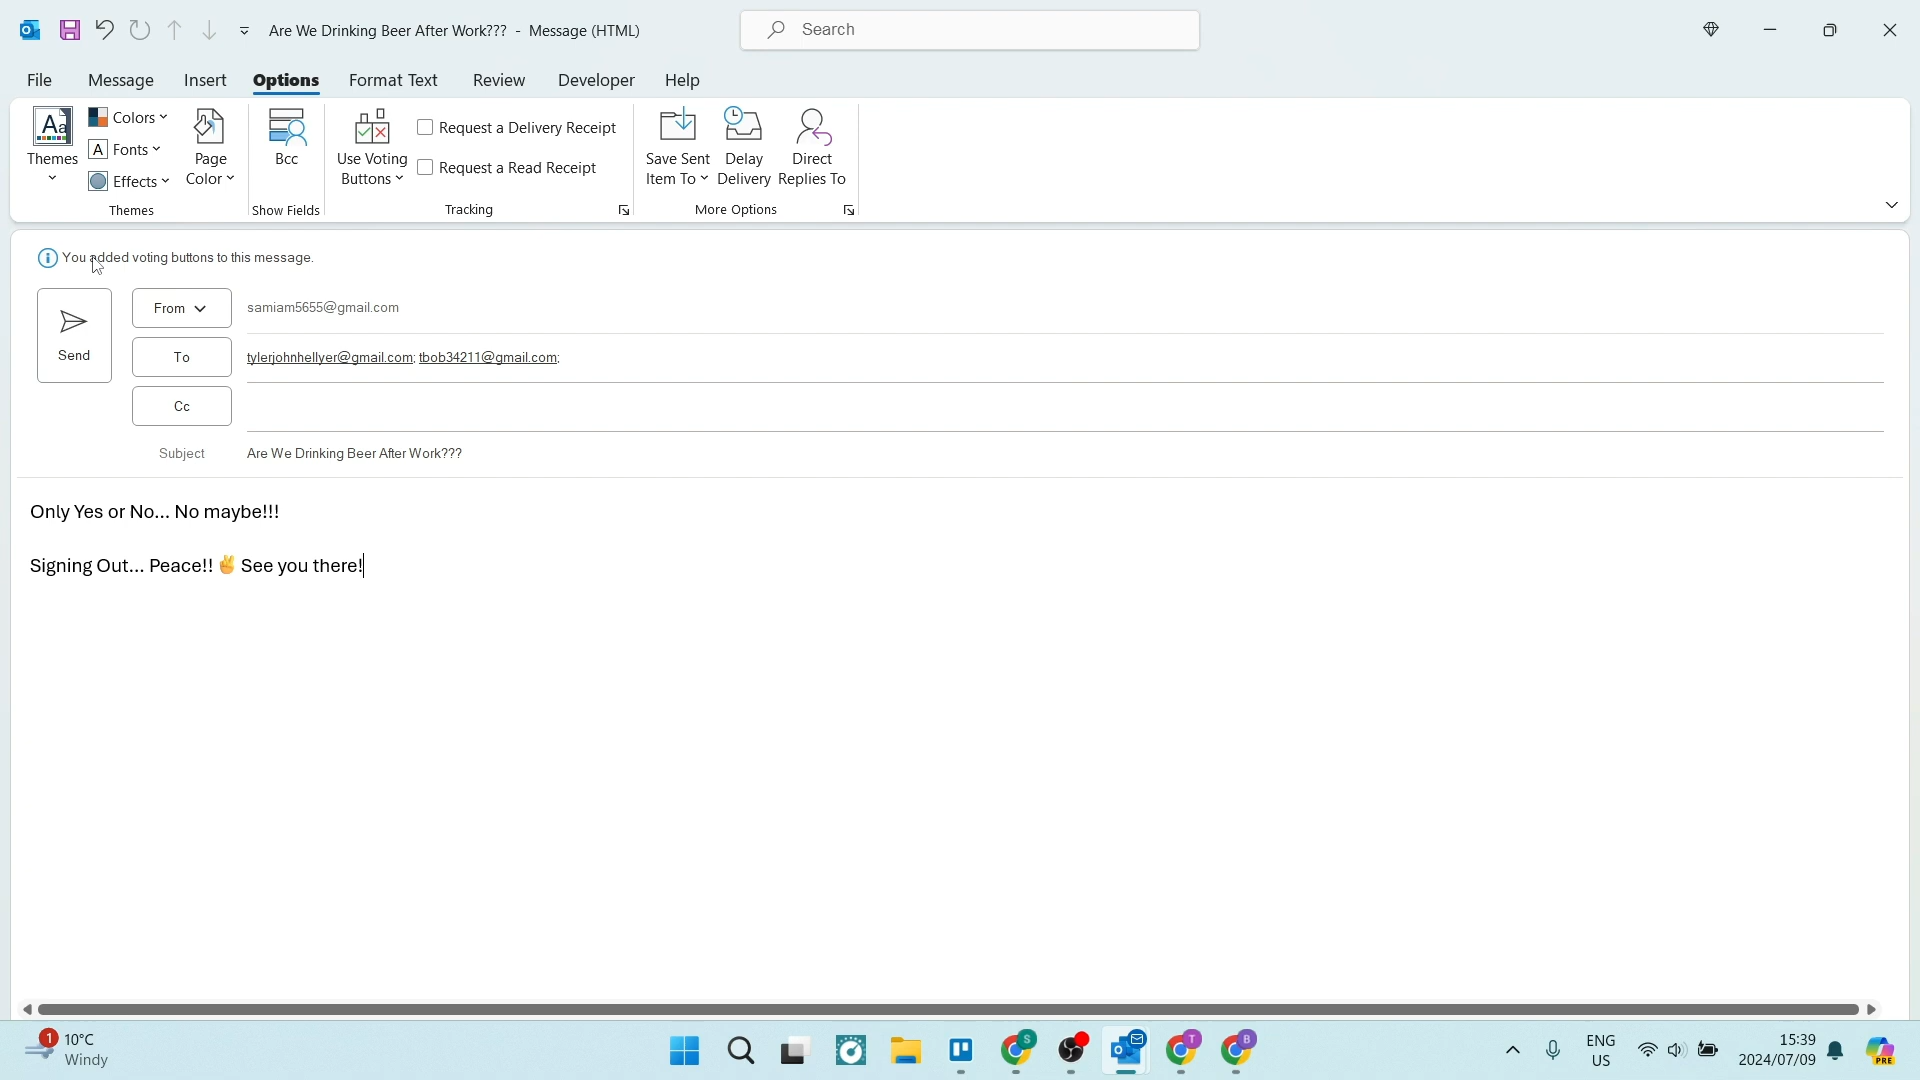 Are We Drinking Beer After Work??? - Message (HTML)
Search
File Message Insert Options Format Text Review Developer Help
Aa
Themes
Colors
A Fonts
Effects
Page
Color
Themes
Bcc
Show Fields
Use Voting
Buttons
Request a Delivery Receipt
Request a Read Receipt
Tracking
Save Sent
Item To
Delay
Delivery
Direct
Replies To
More Options
You added voting buttons to this message.
Send
From samiam5655@gmail.com
To tylerjohnhellyer@gmail.com; tbob34211@gmail.com;
Cc
Subject Are We Drinking Beer After Work???
Only Yes or No... No maybe!!!
Signing Out... Peace!! ✌ See you there!
1
10°C
Windy
S
T
B
ENG
US
15:39
2024/07/09
PRE